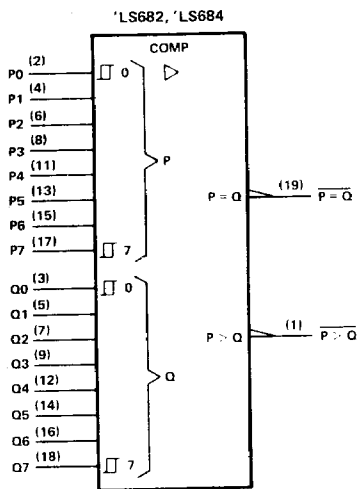 'LS682, 'LS684
COMP
P0 (2) 0
P1 (4)
P2 (6)
P3 (8)
P4 (11)
P5 (13)
P6 (15)
P7 (17) 7
P
Q0 (3) 0
Q1 (5)
Q2 (7)
Q3 (9)
Q4 (12)
Q5 (14)
Q6 (16)
Q7 (18) 7
Q
P = Q (19) P = Q
P > Q (1) P > Q